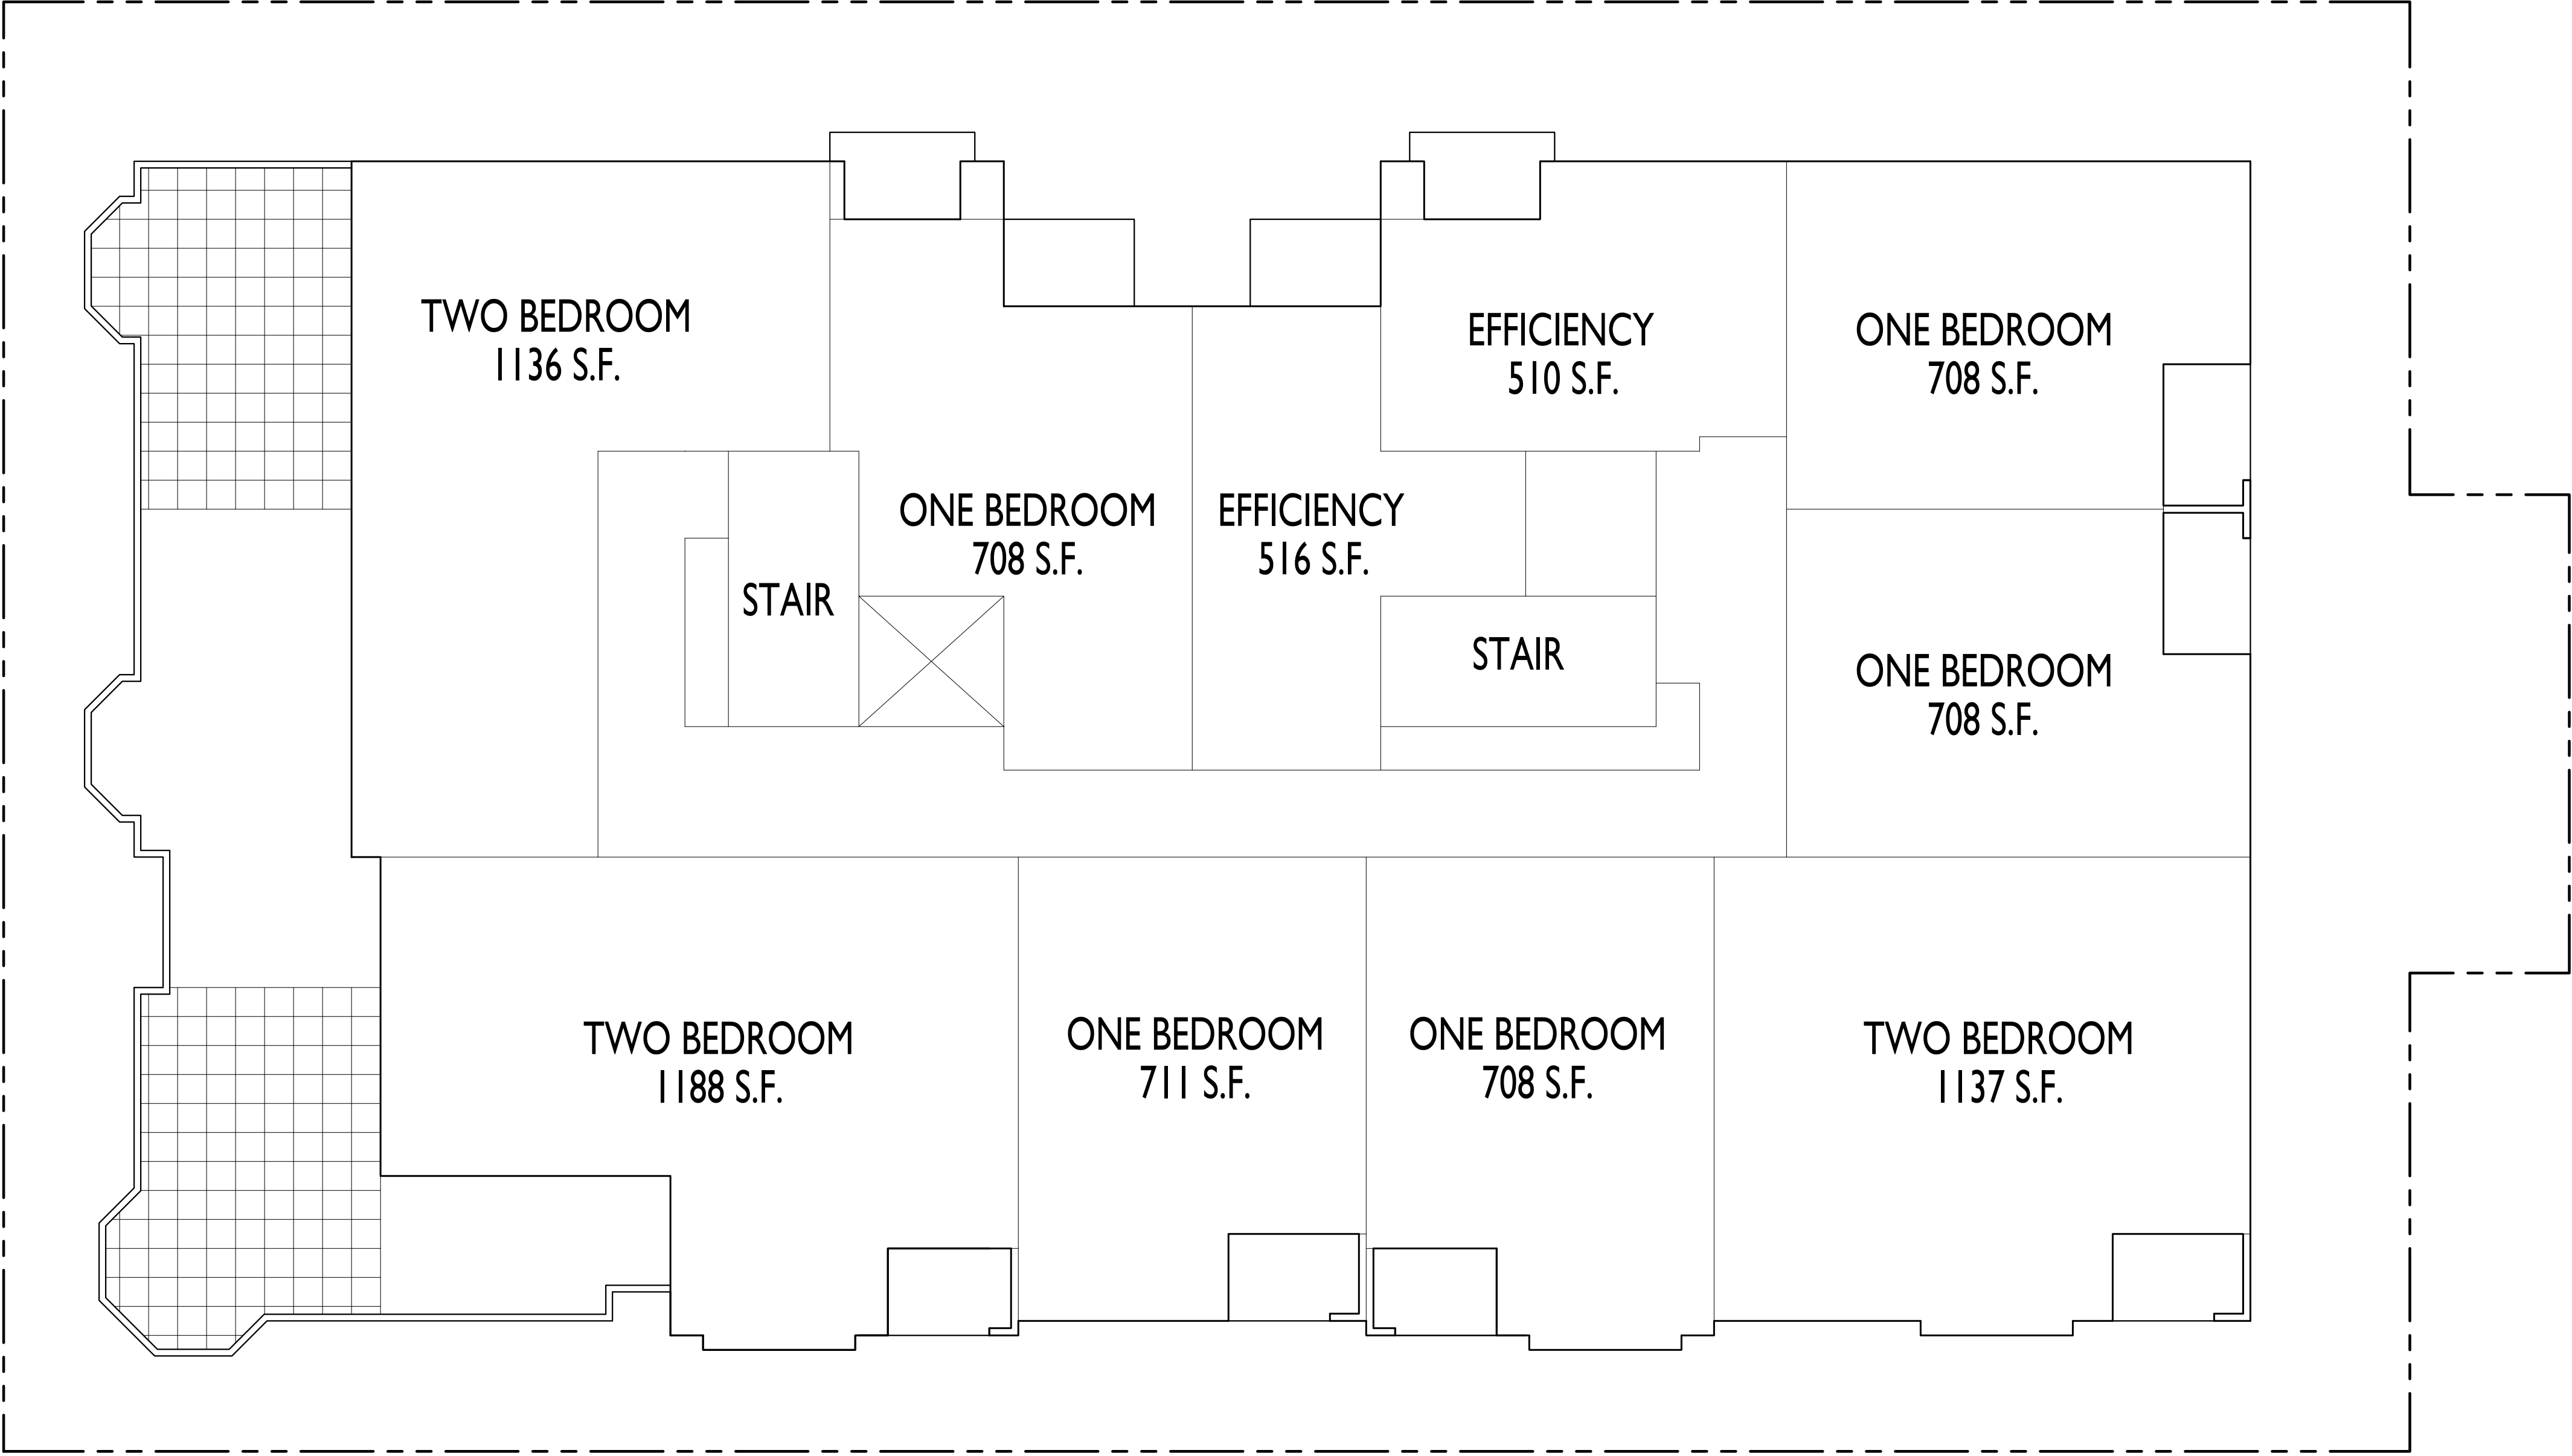 TWO BEDROOM
1136 S.F.
EFFICIENCY
510 S.F.
ONE BEDROOM
708 S.F.
ONE BEDROOM
708 S.F.
EFFICIENCY
516 S.F.
STAIR
STAIR
ONE BEDROOM
708 S.F.
TWO BEDROOM
1188 S.F.
ONE BEDROOM
711 S.F.
ONE BEDROOM
708 S.F.
TWO BEDROOM
1137 S.F.